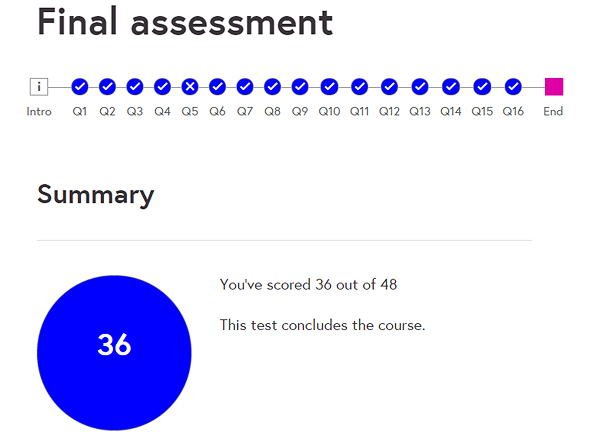 Final assessment
i
Intro Q1 Q2 Q3 Q4 Q5 Q6 Q7 Q8 Q9 Q10 Q11 Q12 Q13 Q14 Q15 Q16 End
Summary
You've scored 36 out of 48
36
This test concludes the course.